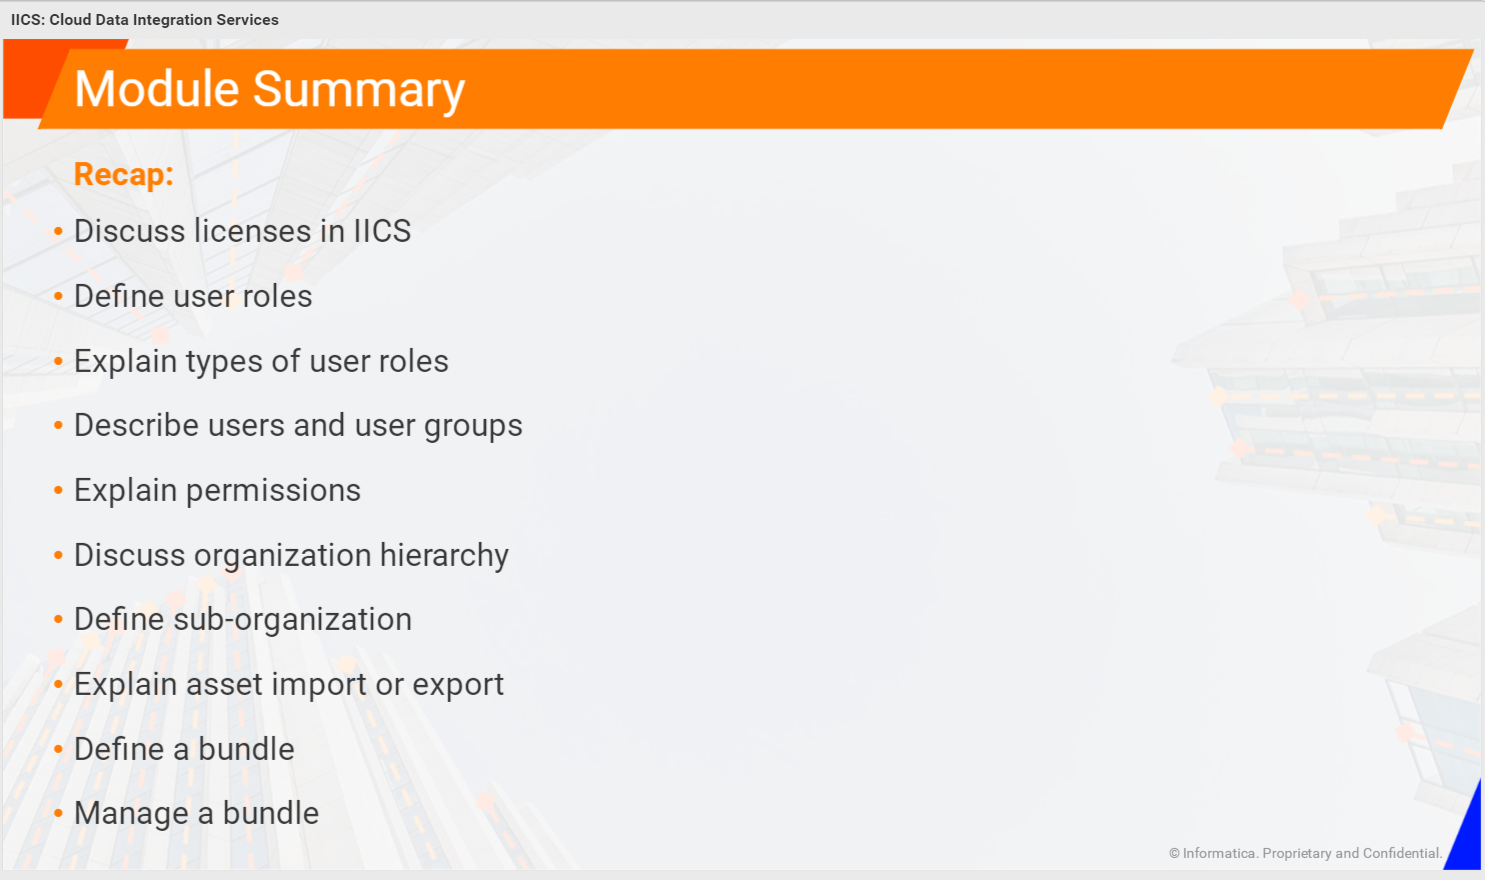 IICS: Cloud Data Integration Services
Module Summary
Recap:
• Discuss licenses in IICS
• Define user roles
• Explain types of user roles
• Describe users and user groups
• Explain permissions
• Discuss organization hierarchy
• Define sub-organization
• Explain asset import or export
• Define a bundle
• Manage a bundle
© Informatica. Proprietary and Confidential.